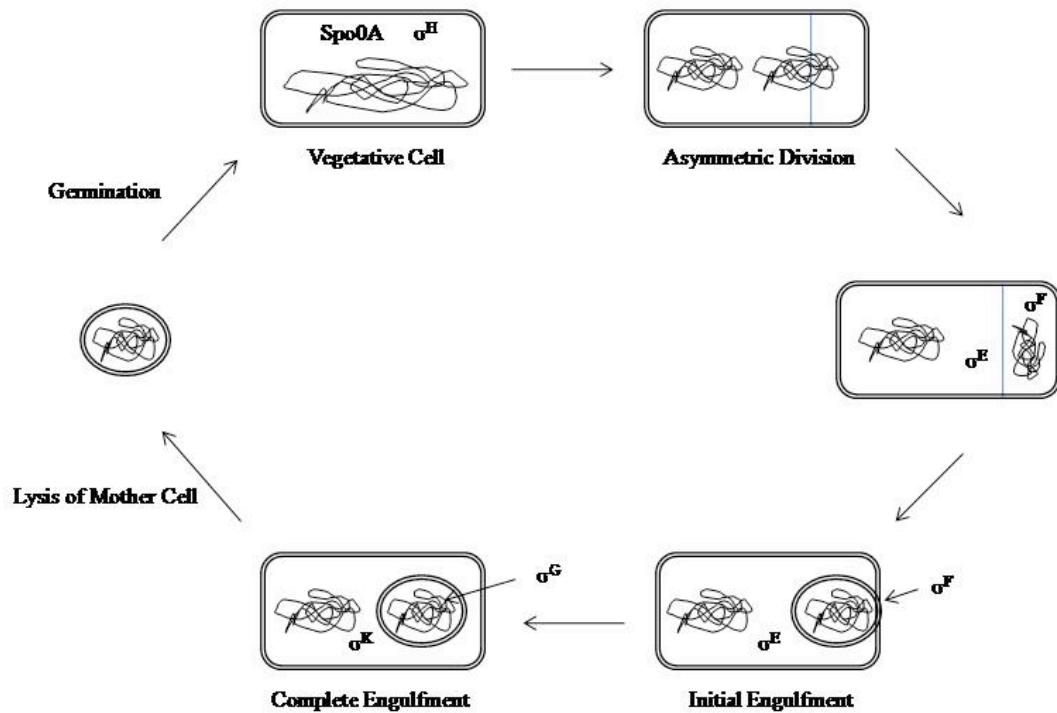 Spo0A σᴴ
Vegetative Cell
Asymmetric Division
Germination
σᶠ
σᴱ
Lysis of Mother Cell
σᴳ
σᴷ
Complete Engulfment
σᶠ
σᴱ
Initial Engulfment